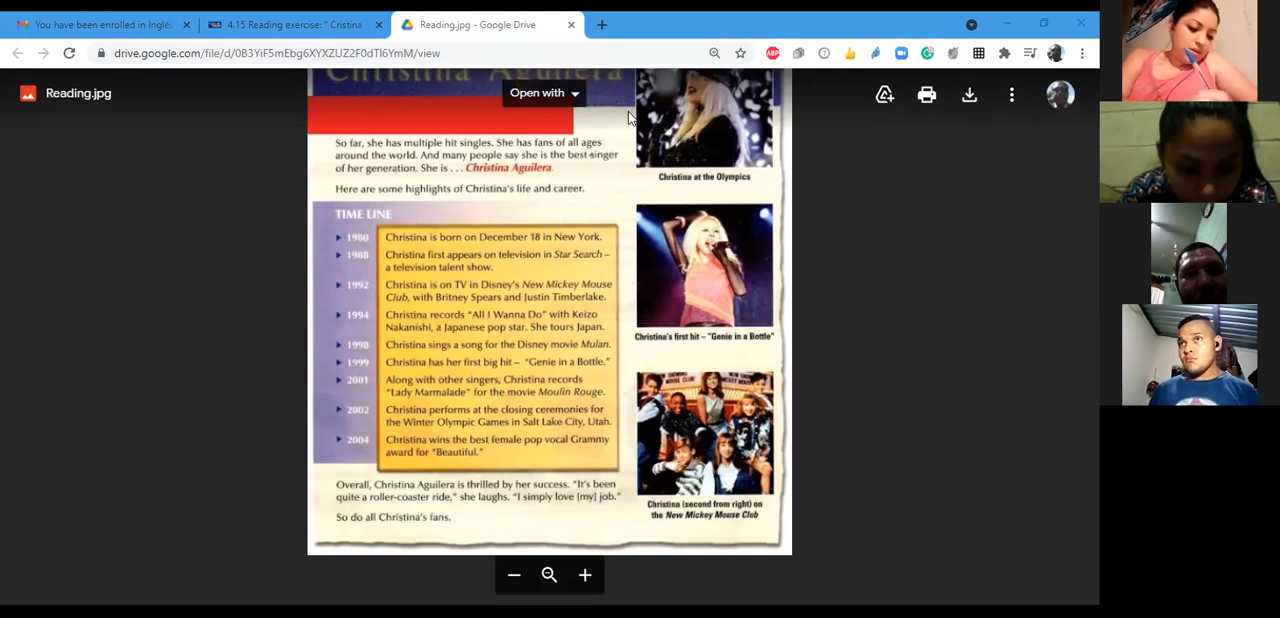 You have been enrolled in Inglés
4.15 Reading exercise: " Cristina
Reading.jpg - Google Drive
drive.google.com/file/d/0B3YiF5mEbg6XYXZUZ2F0dTI6YmM/view
Reading.jpg
Open with
Christina Aguilera
So far, she has multiple hit singles. She has fans of all ages
around the world. And many people say she is the best singer
of her generation. She is . . . Christina Aguilera.
Here are some highlights of Christina's life and career.
TIME LINE
1980 Christina is born on December 18 in New York.
1988 Christina first appears on television in Star Search –
a television talent show.
1992 Christina is on TV in Disney's New Mickey Mouse
Club, with Britney Spears and Justin Timberlake.
1994 Christina records "All I Wanna Do" with Keizo
Nakanishi, a Japanese pop star. She tours Japan.
1998 Christina sings a song for the Disney movie Mulan.
1999 Christina has her first big hit – "Genie in a Bottle."
2001 Along with other singers, Christina records
"Lady Marmalade" for the movie Moulin Rouge.
2002 Christina performs at the closing ceremonies for
the Winter Olympic Games in Salt Lake City, Utah.
2004 Christina wins the best female pop vocal Grammy
award for "Beautiful."
Overall, Christina Aguilera is thrilled by her success. "It's been
quite a roller-coaster ride," she laughs. "I simply love [my] job."
So do all Christina's fans.
Christina at the Olympics
Christina's first hit – "Genie in a Bottle"
Christina (second from right) on
the New Mickey Mouse Club